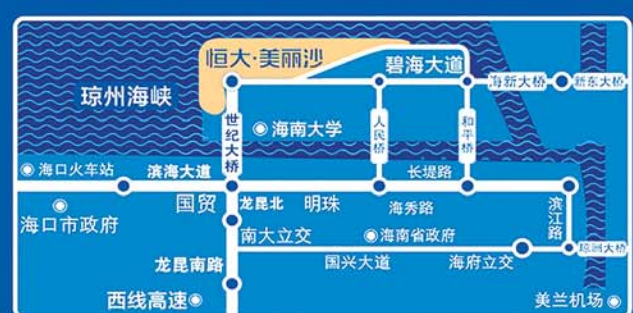 恒大·美丽沙
碧海大道
琼州海峡
海新大桥
新东大桥
世纪大桥
人民桥
和平桥
海南大学
海口火车站
滨海大道
长堤路
国贸
龙昆北
明珠
海秀路
滨江路
海口市政府
南大立交
海南省政府
琼洲大桥
龙昆南路
国兴大道
海府立交
西线高速
美兰机场